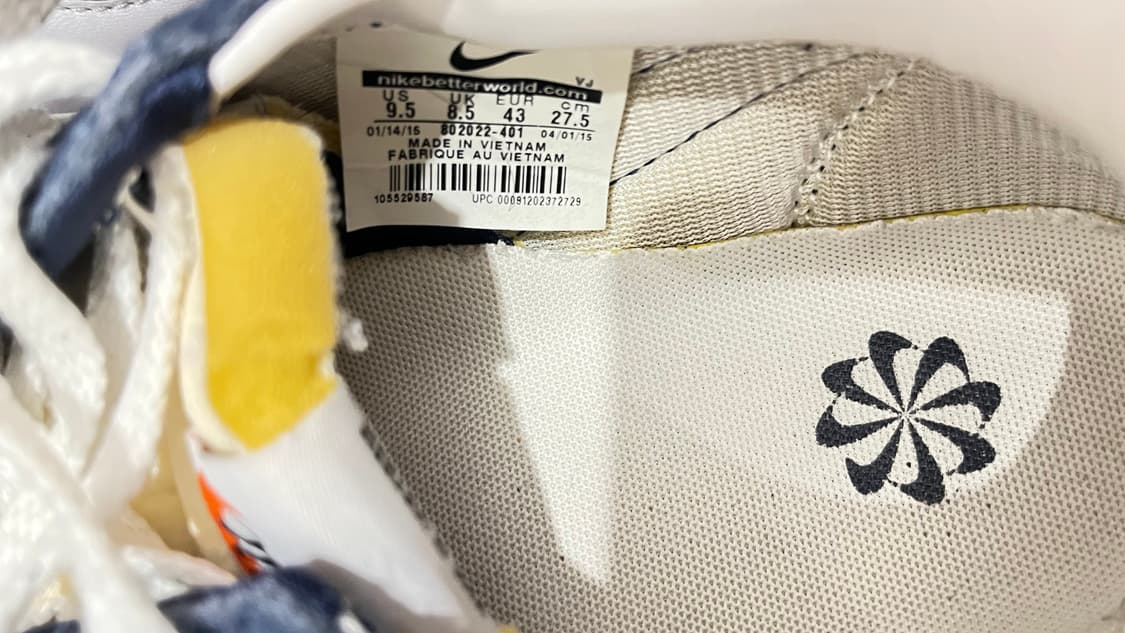 nikebetterworld.com VJ
US UK EUR cm
9.5 8.5 43 27.5
01/14/15 802022-401 04/01/15
MADE IN VIETNAM
FABRIQUE AU VIETNAM
105529587 UPC 00091202372729